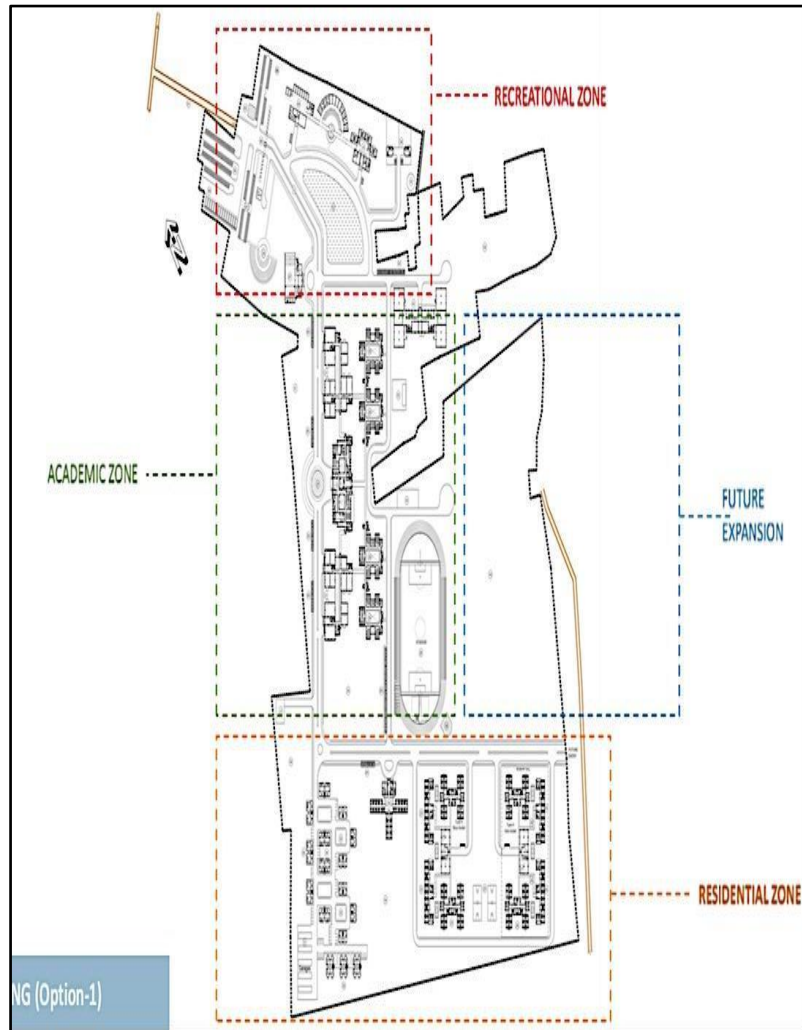 RECREATIONAL ZONE
ACADEMIC ZONE
FUTURE
EXPANSION
RESIDENTIAL ZONE
NG (Option-1)